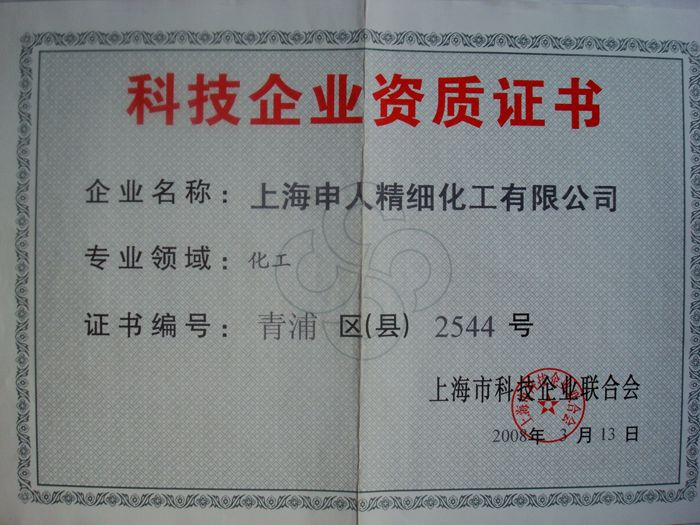 科技企业资质证书
企业名称：上海申人精细化工有限公司
专业领域：化工
证书编号：青浦 区(县) 2544 号
上海市科技企业联合会
2008年 3 月 13 日